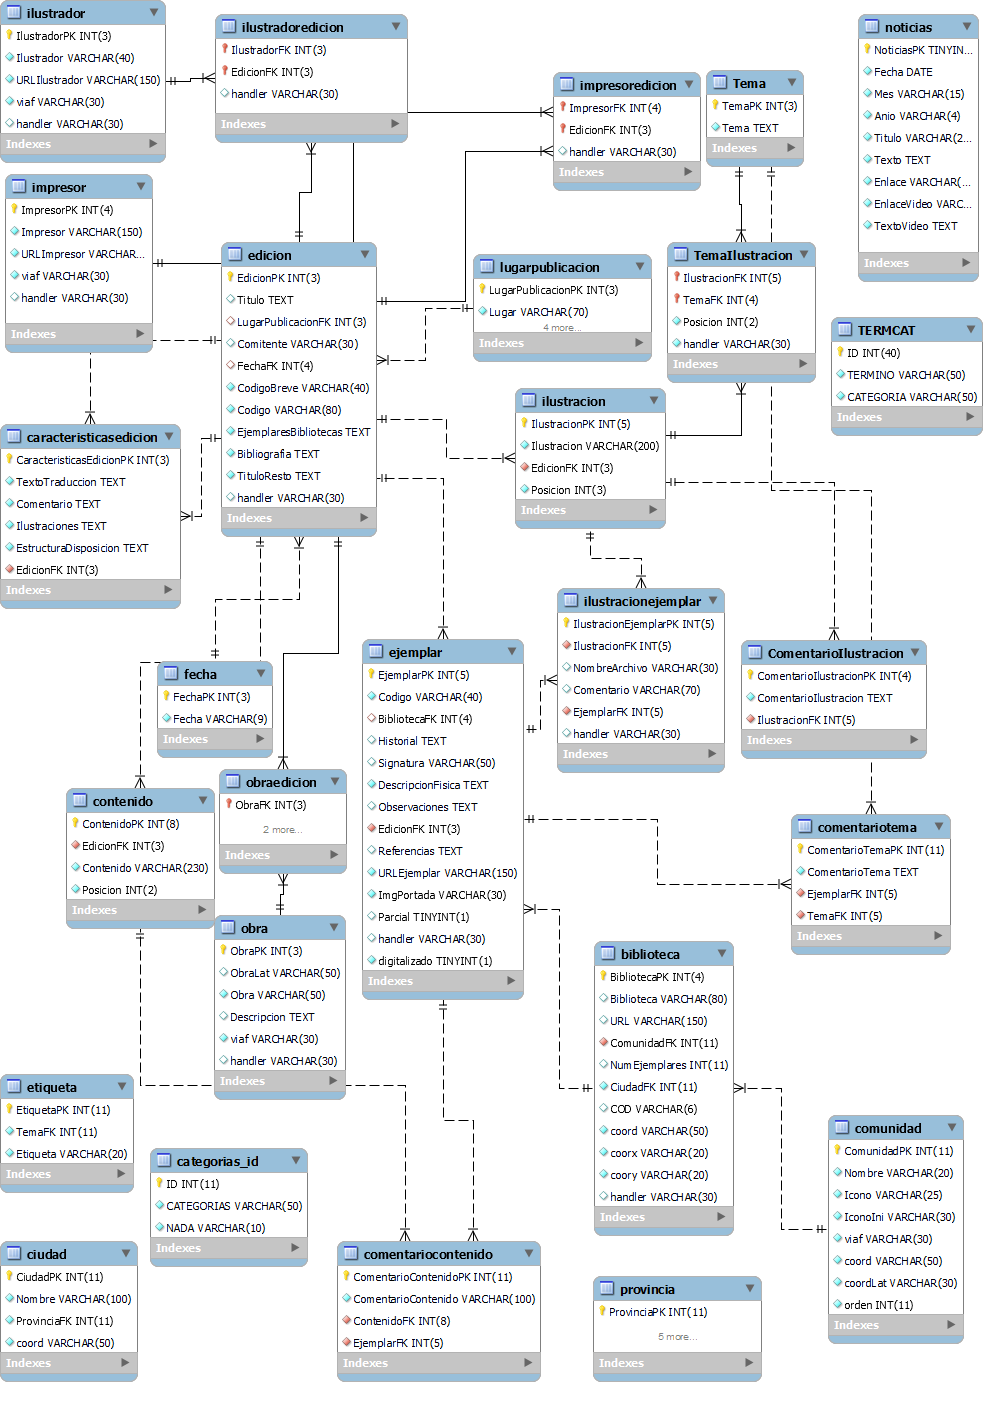 ilustrador
IlustradorPK INT(3)
Ilustrador VARCHAR(40)
URLIlustrador VARCHAR(150)
viaf VARCHAR(30)
handler VARCHAR(30)
Indexes
ilustradoredicion
IlustradorFK INT(3)
EdicionFK INT(3)
handler VARCHAR(30)
Indexes
impresoredicion
ImpresorFK INT(4)
EdicionFK INT(3)
handler VARCHAR(30)
Indexes
Tema
TemaPK INT(3)
Tema TEXT
Indexes
noticias
NoticiasPK TINYIN...
Fecha DATE
Mes VARCHAR(15)
Anio VARCHAR(4)
Titulo VARCHAR(2...
Texto TEXT
Enlace VARCHAR(...
EnlaceVideo VARC...
TextoVideo TEXT
Indexes
impresor
ImpresorPK INT(4)
Impresor VARCHAR(150)
URLImpresor VARCHAR...
viaf VARCHAR(30)
handler VARCHAR(30)
Indexes
edicion
EdicionPK INT(3)
Titulo TEXT
LugarPublicacionFK INT(3)
Comitente VARCHAR(30)
FechaFK INT(4)
CodigoBreve VARCHAR(40)
Codigo VARCHAR(80)
EjemplaresBibliotecas TEXT
Bibliografia TEXT
TituloResto TEXT
handler VARCHAR(30)
Indexes
lugarpublicacion
LugarPublicacionPK INT(3)
Lugar VARCHAR(70)
4 more...
Indexes
TemaIlustracion
IlustracionFK INT(5)
TemaFK INT(4)
Posicion INT(2)
handler VARCHAR(30)
Indexes
TERMCAT
ID INT(40)
TERMINO VARCHAR(50)
CATEGORIA VARCHAR(50)
Indexes
caracteristicasedicion
CaracteristicasEdicionPK INT(3)
TextoTraduccion TEXT
Comentario TEXT
Ilustraciones TEXT
EstructuraDisposicion TEXT
EdicionFK INT(3)
Indexes
ilustracion
IlustracionPK INT(5)
Ilustracion VARCHAR(200)
EdicionFK INT(3)
Posicion INT(3)
Indexes
ilustracionejemplar
IlustracionEjemplarPK INT(5)
IlustracionFK INT(5)
NombreArchivo VARCHAR(30)
Comentario VARCHAR(70)
EjemplarFK INT(5)
handler VARCHAR(30)
Indexes
ComentarioIlustracion
ComentarioIlustracionPK INT(4)
ComentarioIlustracion TEXT
IlustracionFK INT(5)
Indexes
fecha
FechaPK INT(3)
Fecha VARCHAR(9)
Indexes
ejemplar
EjemplarPK INT(5)
Codigo VARCHAR(40)
BibliotecaFK INT(4)
Historial TEXT
Signatura VARCHAR(50)
DescripcionFisica TEXT
Observaciones TEXT
EdicionFK INT(3)
Referencias TEXT
URLEjemplar VARCHAR(150)
ImgPortada VARCHAR(30)
Parcial TINYINT(1)
handler VARCHAR(30)
digitalizado TINYINT(1)
Indexes
contenido
ContenidoPK INT(8)
EdicionFK INT(3)
Contenido VARCHAR(230)
Posicion INT(2)
Indexes
obraedicion
ObraFK INT(3)
2 more...
Indexes
comentariotema
ComentarioTemaPK INT(11)
ComentarioTema TEXT
EjemplarFK INT(5)
TemaFK INT(5)
Indexes
obra
ObraPK INT(3)
ObraLat VARCHAR(50)
Obra VARCHAR(50)
Descripcion TEXT
viaf VARCHAR(30)
handler VARCHAR(30)
Indexes
biblioteca
BibliotecaPK INT(4)
Biblioteca VARCHAR(80)
URL VARCHAR(150)
ComunidadFK INT(11)
NumEjemplares INT(11)
CiudadFK INT(11)
COD VARCHAR(6)
coord VARCHAR(50)
coorx VARCHAR(20)
coory VARCHAR(20)
handler VARCHAR(30)
Indexes
etiqueta
EtiquetaPK INT(11)
TemaFK INT(11)
Etiqueta VARCHAR(20)
Indexes
categorias_id
ID INT(11)
CATEGORIAS VARCHAR(50)
NADA VARCHAR(10)
Indexes
comunidad
ComunidadPK INT(11)
Nombre VARCHAR(20)
Icono VARCHAR(25)
IconoIni VARCHAR(30)
viaf VARCHAR(30)
coord VARCHAR(50)
coordLat VARCHAR(30)
orden INT(11)
Indexes
ciudad
CiudadPK INT(11)
Nombre VARCHAR(100)
ProvinciaFK INT(11)
coord VARCHAR(50)
Indexes
comentariocontenido
ComentarioContenidoPK INT(11)
ComentarioContenido VARCHAR(100)
ContenidoFK INT(8)
EjemplarFK INT(5)
Indexes
provincia
ProvinciaPK INT(11)
5 more...
Indexes